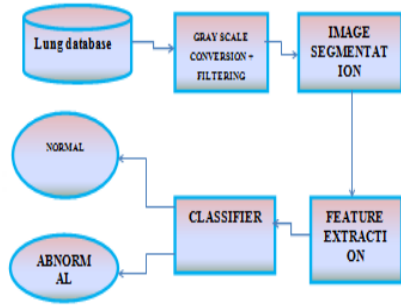 Lung database
GRAY SCALE
CONVERSION +
FILTERING
IMAGE
SEGMENTAT
ION
NORMAL
CLASSIFIER
FEATURE
EXTRACTI
ON
ABNORM
AL